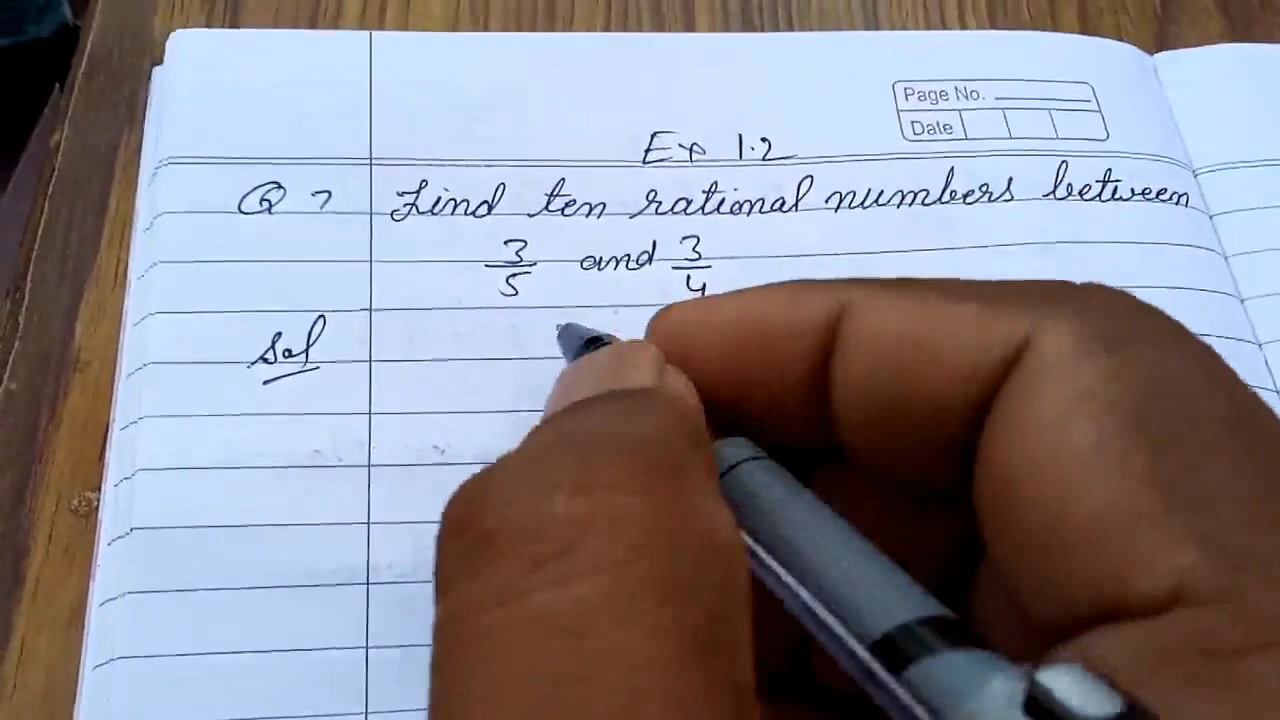 Page No.
Date
Ex 1.2
Q 7 Find ten rational numbers between
3/5 and 3/4
Sol